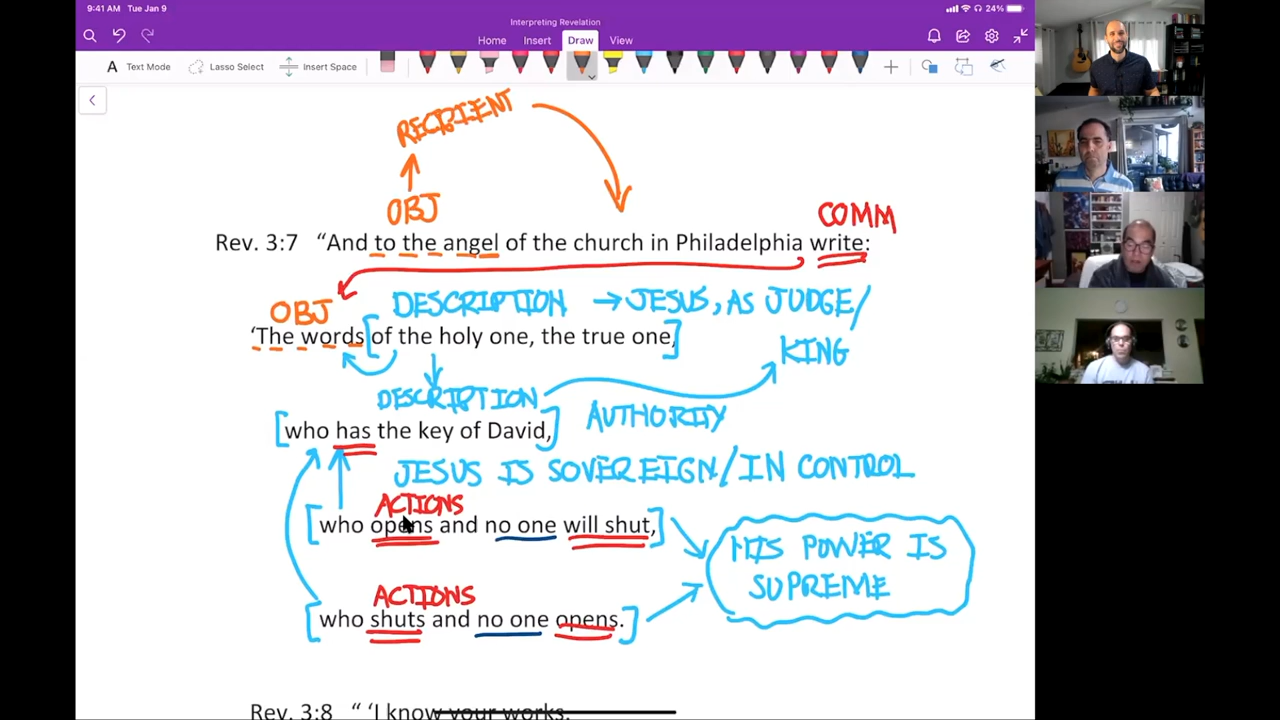 9:41 AM Tue Jan 9
24%
Interpreting Revelation
Home Insert Draw View
Text Mode Lasso Select Insert Space
RECIPIENT
OBJ
COMM
Rev. 3:7 “And to the angel of the church in Philadelphia write:
OBJ DESCRIPTION → JESUS, AS JUDGE/
KING
‘The words [of the holy one, the true one,]
DESCRIPTION
AUTHORITY
[who has the key of David,]
JESUS IS SOVEREIGN/IN CONTROL
ACTIONS
[who opens and no one will shut,]
HIS POWER IS
SUPREME
ACTIONS
[who shuts and no one opens.]
Rev. 3:8 “ ‘I know your works.